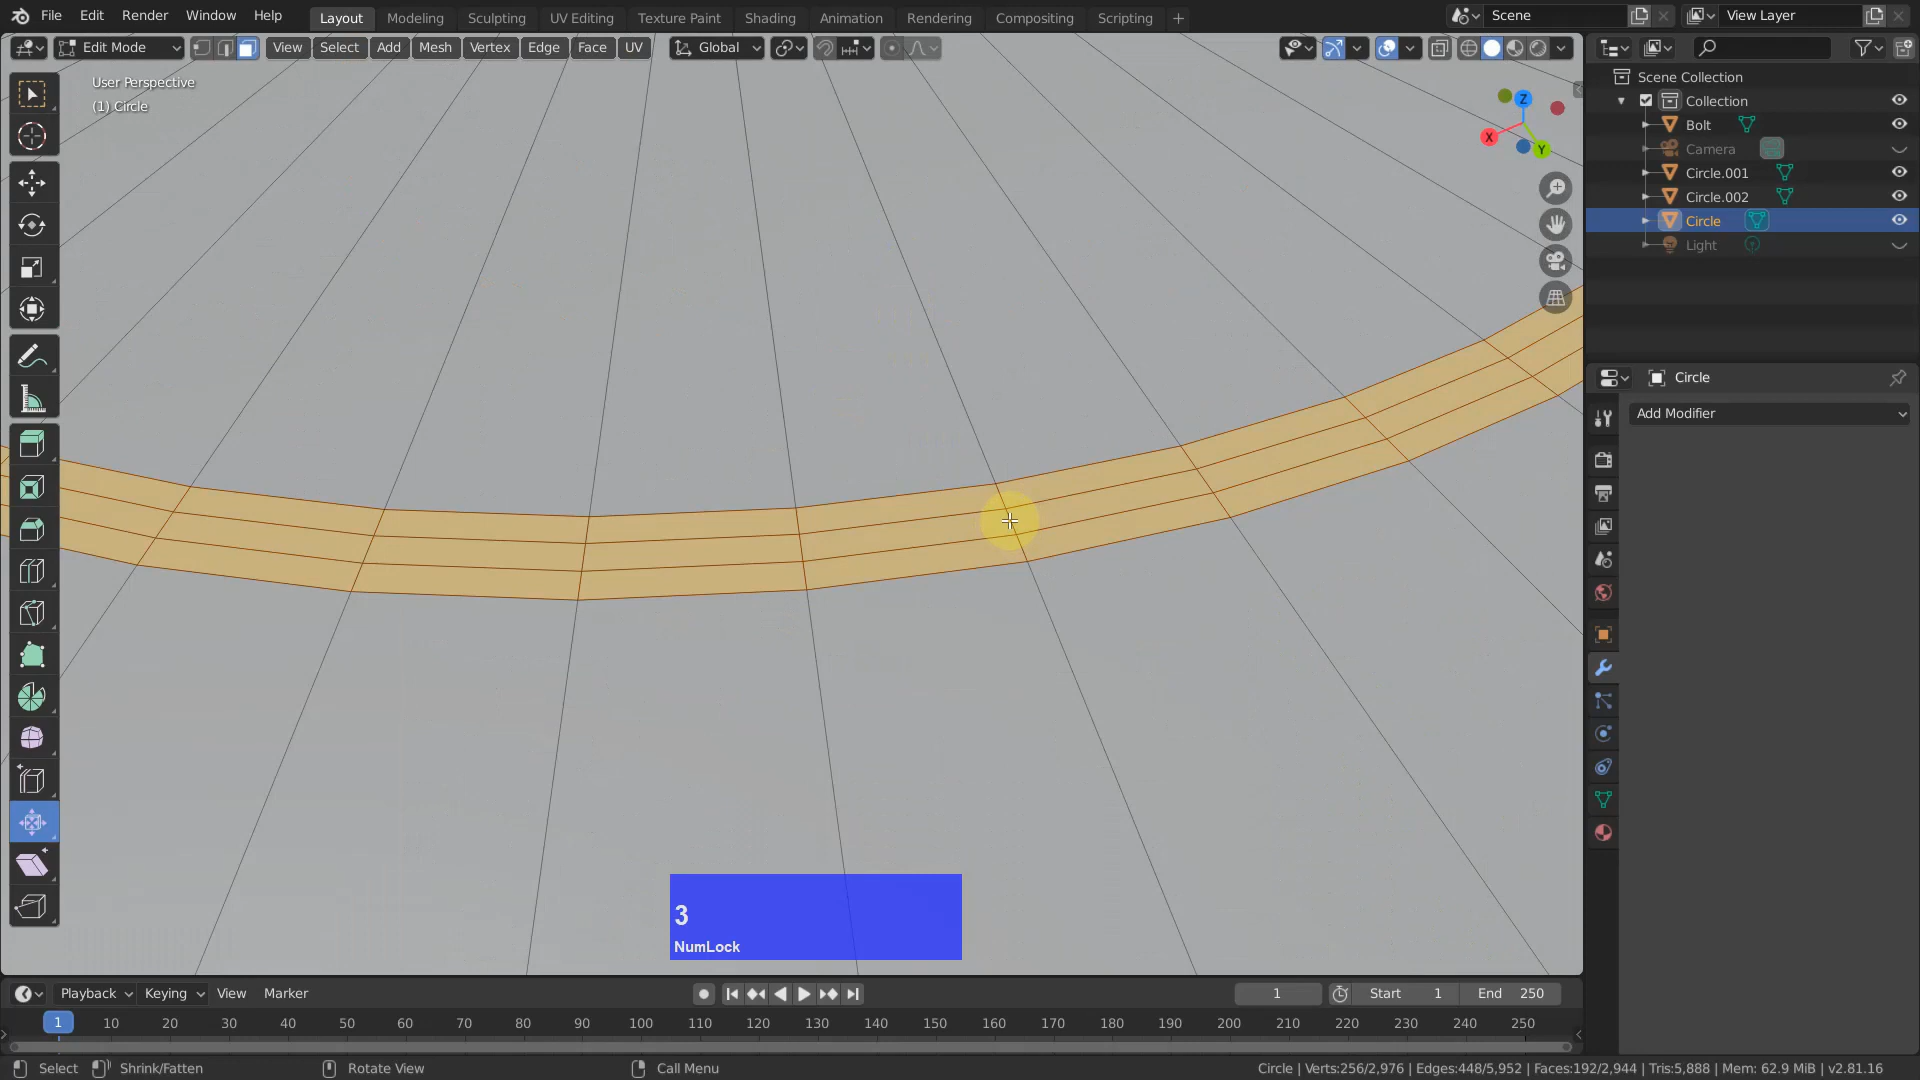 File Edit Render Window Help Layout Modeling Sculpting UV Editing Texture Paint Shading Animation Rendering Compositing Scripting + Scene View Layer
Edit Mode View Select Add Mesh Vertex Edge Face UV Global
User Perspective
(1) Circle
Z
X
Y
Scene Collection
Collection
Bolt
Camera
Circle.001
Circle.002
Circle
Light
Circle
Add Modifier
3
NumLock
Playback Keying View Marker 1 Start 1 End 250
1 10 20 30 40 50 60 70 80 90 100 110 120 130 140 150 160 170 180 190 200 210 220 230 240 250
Select Shrink/Fatten Rotate View Call Menu Circle | Verts:256/2,976 | Edges:448/5,952 | Faces:192/2,944 | Tris:5,888 | Mem: 62.9 MiB | v2.81.16